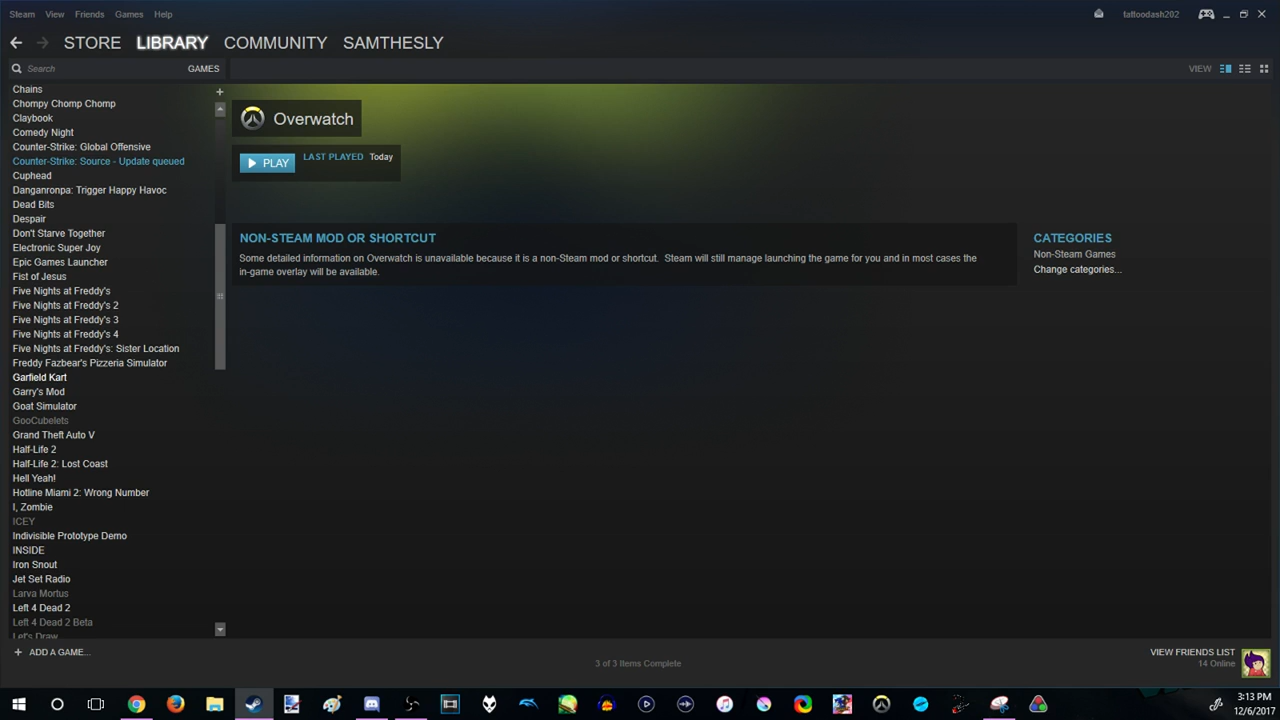 Steam View Friends Games Help
tattoodash202
STORE LIBRARY COMMUNITY SAMTHESLY
Search GAMES
VIEW
Chains
Chompy Chomp Chomp
Claybook
Comedy Night
Counter-Strike: Global Offensive
Counter-Strike: Source - Update queued
Cuphead
Danganronpa: Trigger Happy Havoc
Dead Bits
Despair
Don't Starve Together
Electronic Super Joy
Epic Games Launcher
Fist of Jesus
Five Nights at Freddy's
Five Nights at Freddy's 2
Five Nights at Freddy's 3
Five Nights at Freddy's 4
Five Nights at Freddy's: Sister Location
Freddy Fazbear's Pizzeria Simulator
Garfield Kart
Garry's Mod
Goat Simulator
GooCubelets
Grand Theft Auto V
Half-Life 2
Half-Life 2: Lost Coast
Hell Yeah!
Hotline Miami 2: Wrong Number
I, Zombie
ICEY
Indivisible Prototype Demo
INSIDE
Iron Snout
Jet Set Radio
Larva Mortus
Left 4 Dead 2
Left 4 Dead 2 Beta
Let's Draw
Overwatch
PLAY LAST PLAYED Today
NON-STEAM MOD OR SHORTCUT
Some detailed information on Overwatch is unavailable because it is a non-Steam mod or shortcut. Steam will still manage launching the game for you and in most cases the
in-game overlay will be available.
CATEGORIES
Non-Steam Games
Change categories...
+ ADD A GAME...
3 of 3 Items Complete
VIEW FRIENDS LIST
14 Online
3:13 PM
12/6/2017